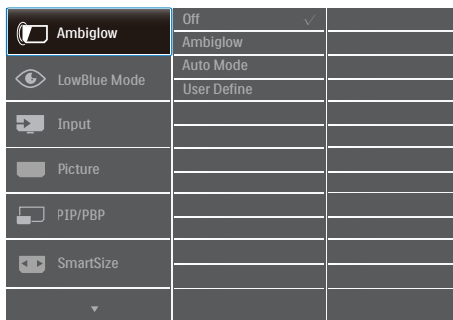 Ambiglow
LowBlue Mode
Input
Picture
PIP/PBP
SmartSize
Off
Ambiglow
Auto Mode
User Define